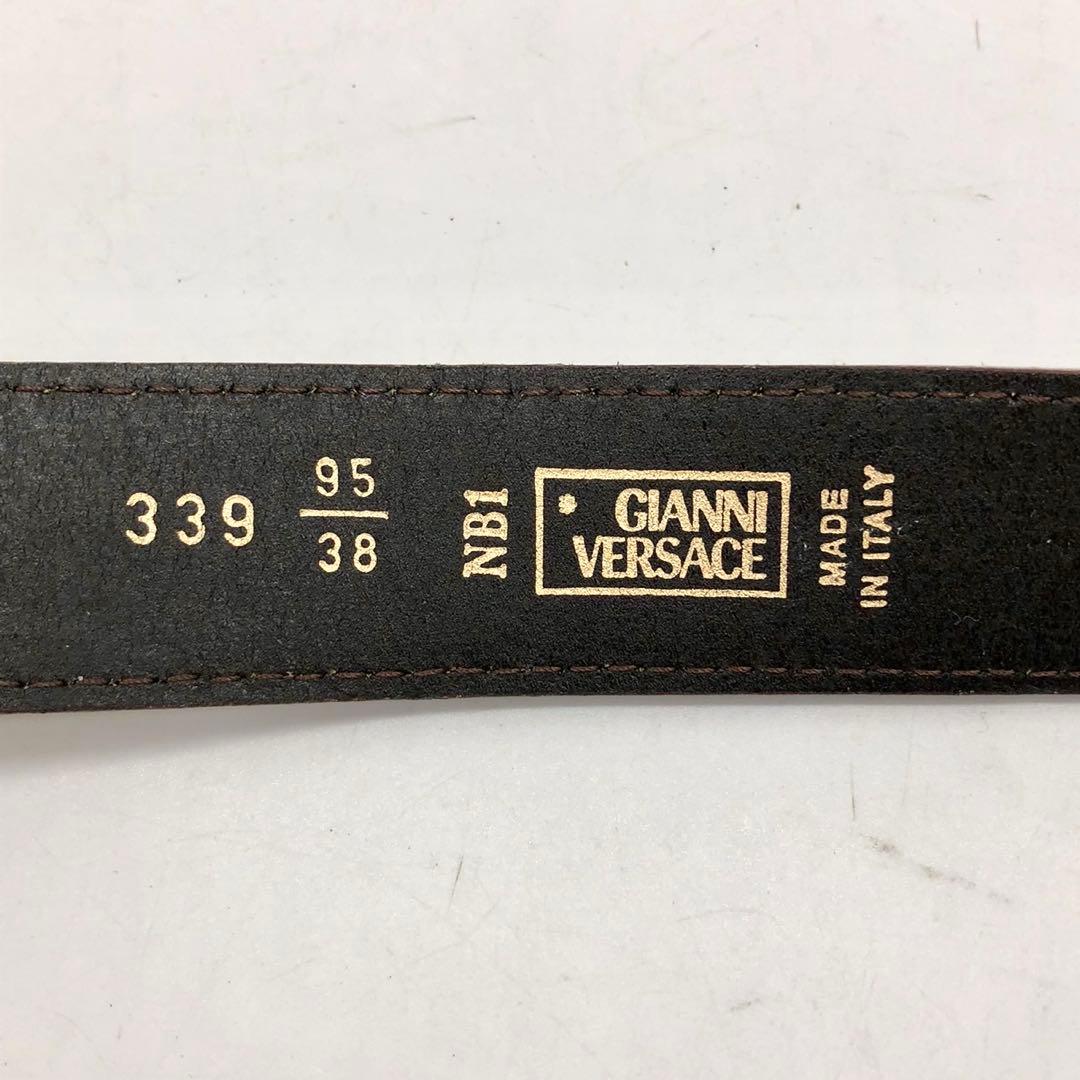 339
95
38
NB1
GIANNI
VERSACE
MADE
IN ITALY